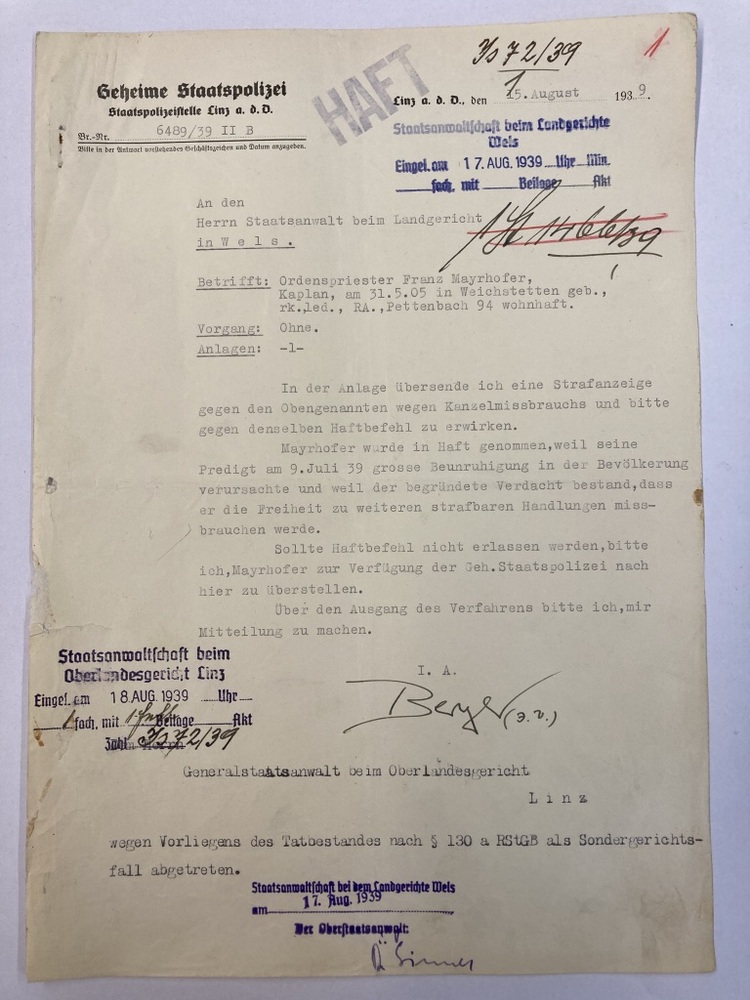 Js 72/39
1
Geheime Staatspolizei
Staatspolizeistelle Linz a. d. D.
Br.-Nr. 6489/39 II B
Bitte in der Antwort vorstehendes Geschäftszeichen und Datum anzugeben.
HAFT
Linz a. d. D., den 15. August 1939.
Staatsanwaltschaft beim Landgerichte
Wels
Eingel. am 17. AUG. 1939 Uhr Min.
fach, mit Beilage Akt
An den
Herrn Staatsanwalt beim Landgericht
in W e l s .
Betrifft: Ordenspriester Franz Mayrhofer,
Kaplan, am 31.5.05 in Weichstetten geb.,
rk.,led., RA.,Pettenbach 94 wohnhaft.
Vorgang: Ohne.
Anlagen: -1-
In der Anlage übersende ich eine Strafanzeige
gegen den Obengenannten wegen Kanzelmissbrauchs und bitte
gegen denselben Haftbefehl zu erwirken.
Mayrhofer wurde in Haft genommen,weil seine
Predigt am 9.Juli 39 grosse Beunruhigung in der Bevölkerung
verursachte und weil der begründete Verdacht bestand,dass
er die Freiheit zu weiteren strafbaren Handlungen miss-
brauchen werde.
Sollte Haftbefehl nicht erlassen werden,bitte
ich,Mayrhofer zur Verfügung der Geh.Staatspolizei nach
hier zu überstellen.
Über den Ausgang des Verfahrens bitte ich,mir
Mitteilung zu machen.
Staatsanwaltschaft beim
Oberlandesgericht Linz
Eingel. am 18. AUG. 1939 Uhr
1 fach, mit Beilage Akt
Zahl Js 72/39
I. A.
Berger
Generalstaatsanwalt beim Oberlandesgericht
L i n z
wegen Vorliegens des Tatbestandes nach § 130 a RStGB als Sondergerichts-
fall abgetreten.
Staatsanwaltschaft bei dem Landgerichte Wels
am 17. Aug. 1939
Der Oberstaatsanwalt: